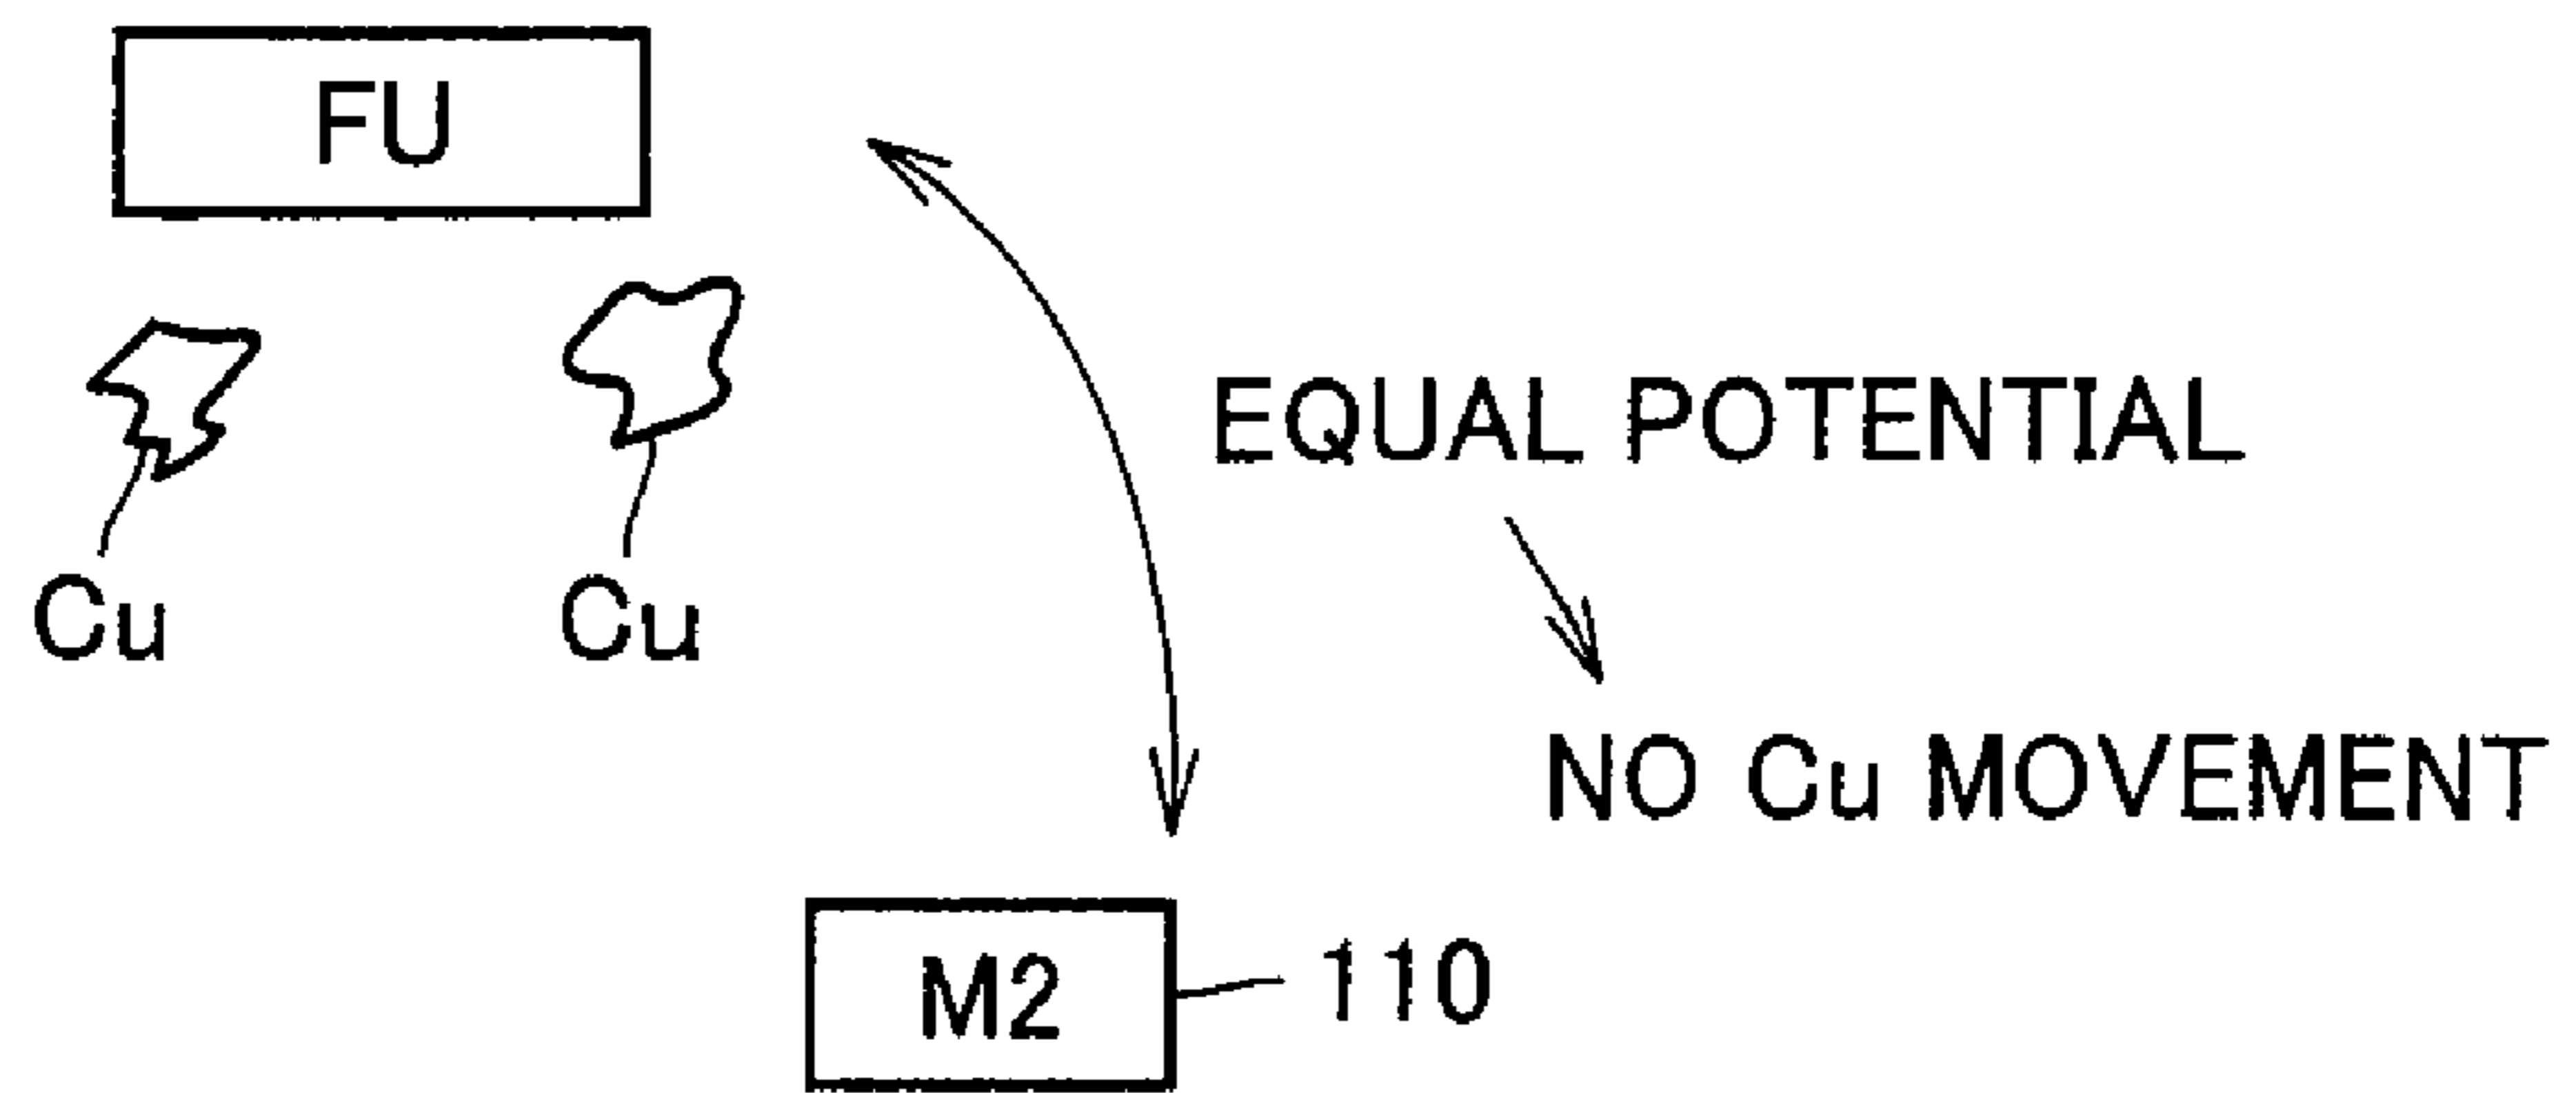 FU
EQUAL POTENTIAL
Cu
Cu
NO Cu MOVEMENT
M2
110